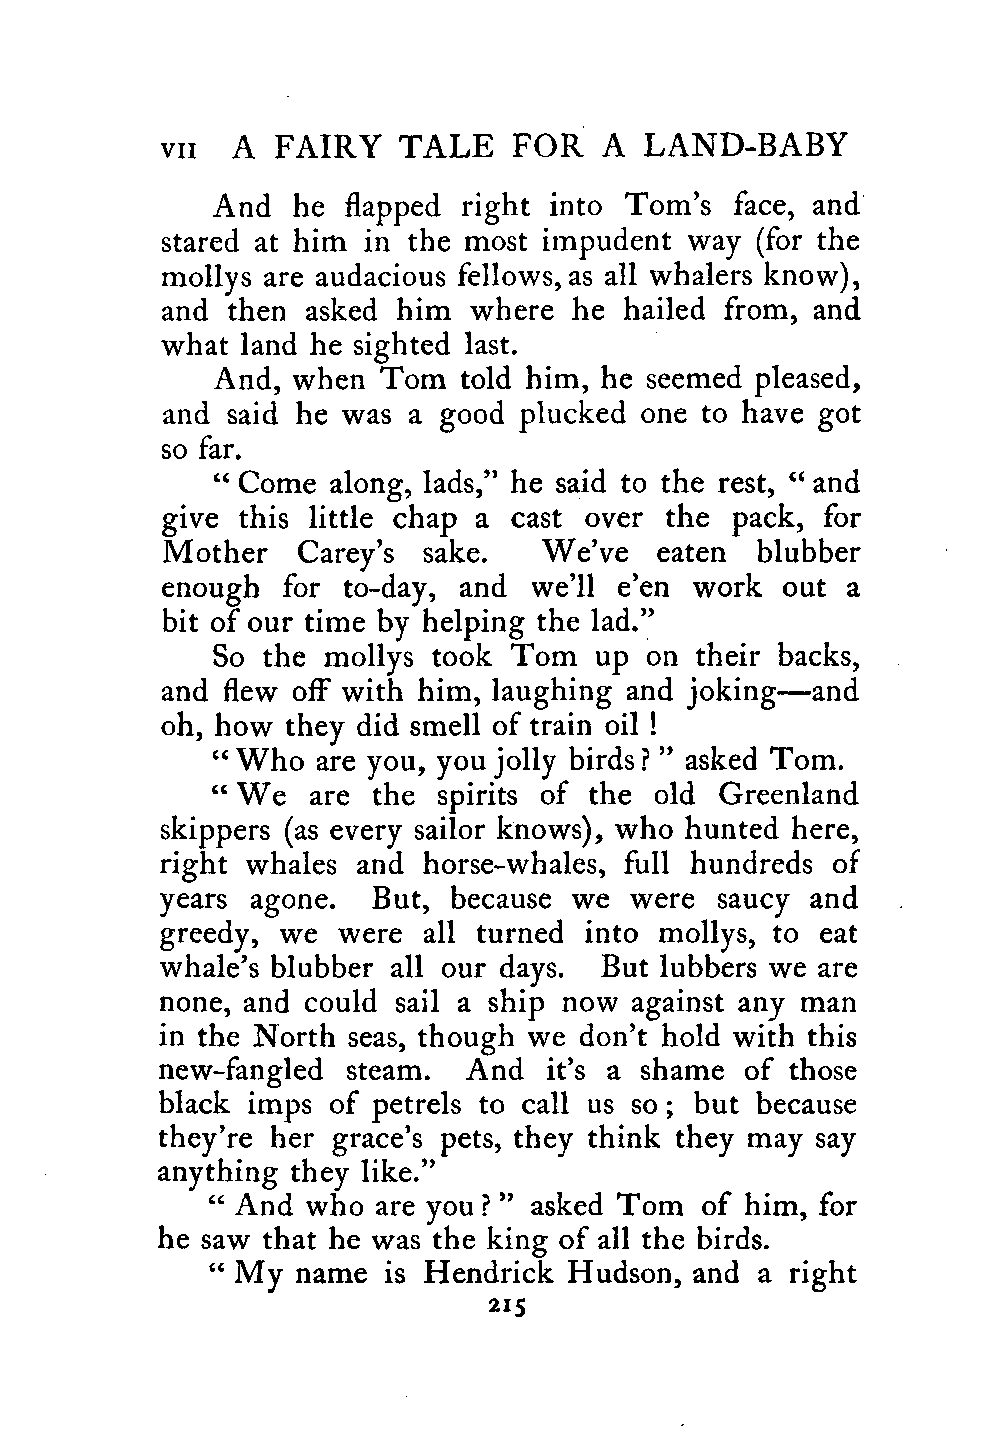 VII A FAIRY TALE FOR A LAND-BABY
And he flapped right into Tom's face, and
stared at him in the most impudent way (for the
mollys are audacious fellows, as all whalers know),
and then asked him where he hailed from, and
what land he sighted last.
And, when Tom told him, he seemed pleased,
and said he was a good plucked one to have got
so far.
“Come along, lads,” he said to the rest, “and
give this little chap a cast over the pack, for
Mother Carey's sake. We've eaten blubber
enough for to-day, and we'll e'en work out a
bit of our time by helping the lad.”
So the mollys took Tom up on their backs,
and flew off with him, laughing and joking—and
oh, how they did smell of train oil!
“Who are you, you jolly birds?” asked Tom.
“We are the spirits of the old Greenland
skippers (as every sailor knows), who hunted here,
right whales and horse-whales, full hundreds of
years agone. But, because we were saucy and
greedy, we were all turned into mollys, to eat
whale's blubber all our days. But lubbers we are
none, and could sail a ship now against any man
in the North seas, though we don't hold with this
new-fangled steam. And it's a shame of those
black imps of petrels to call us so; but because
they're her grace's pets, they think they may say
anything they like.”
“And who are you?” asked Tom of him, for
he saw that he was the king of all the birds.
“My name is Hendrick Hudson, and a right
215